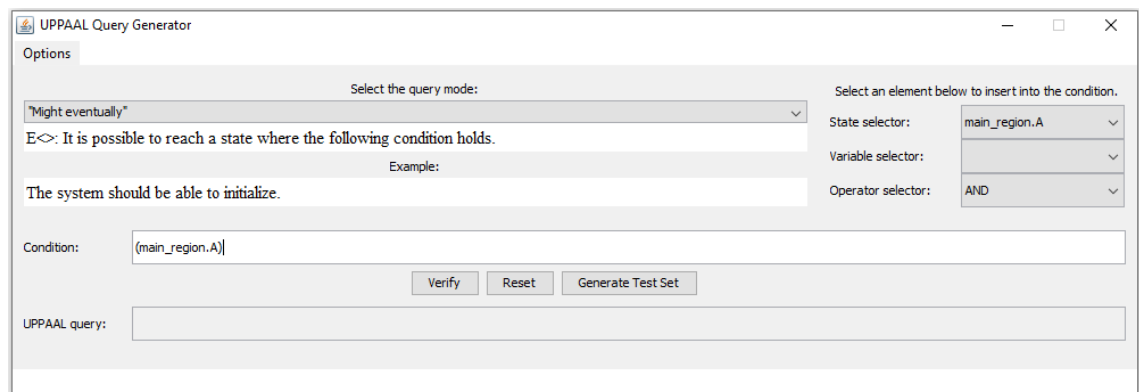 UPPAAL Query Generator
Options
Select the query mode:
"Might eventually"
E<>: It is possible to reach a state where the following condition holds.
Example:
The system should be able to initialize.
Select an element below to insert into the condition.
State selector: main_region.A
Variable selector:
Operator selector: AND
Condition: (main_region.A)
Verify Reset Generate Test Set
UPPAAL query: